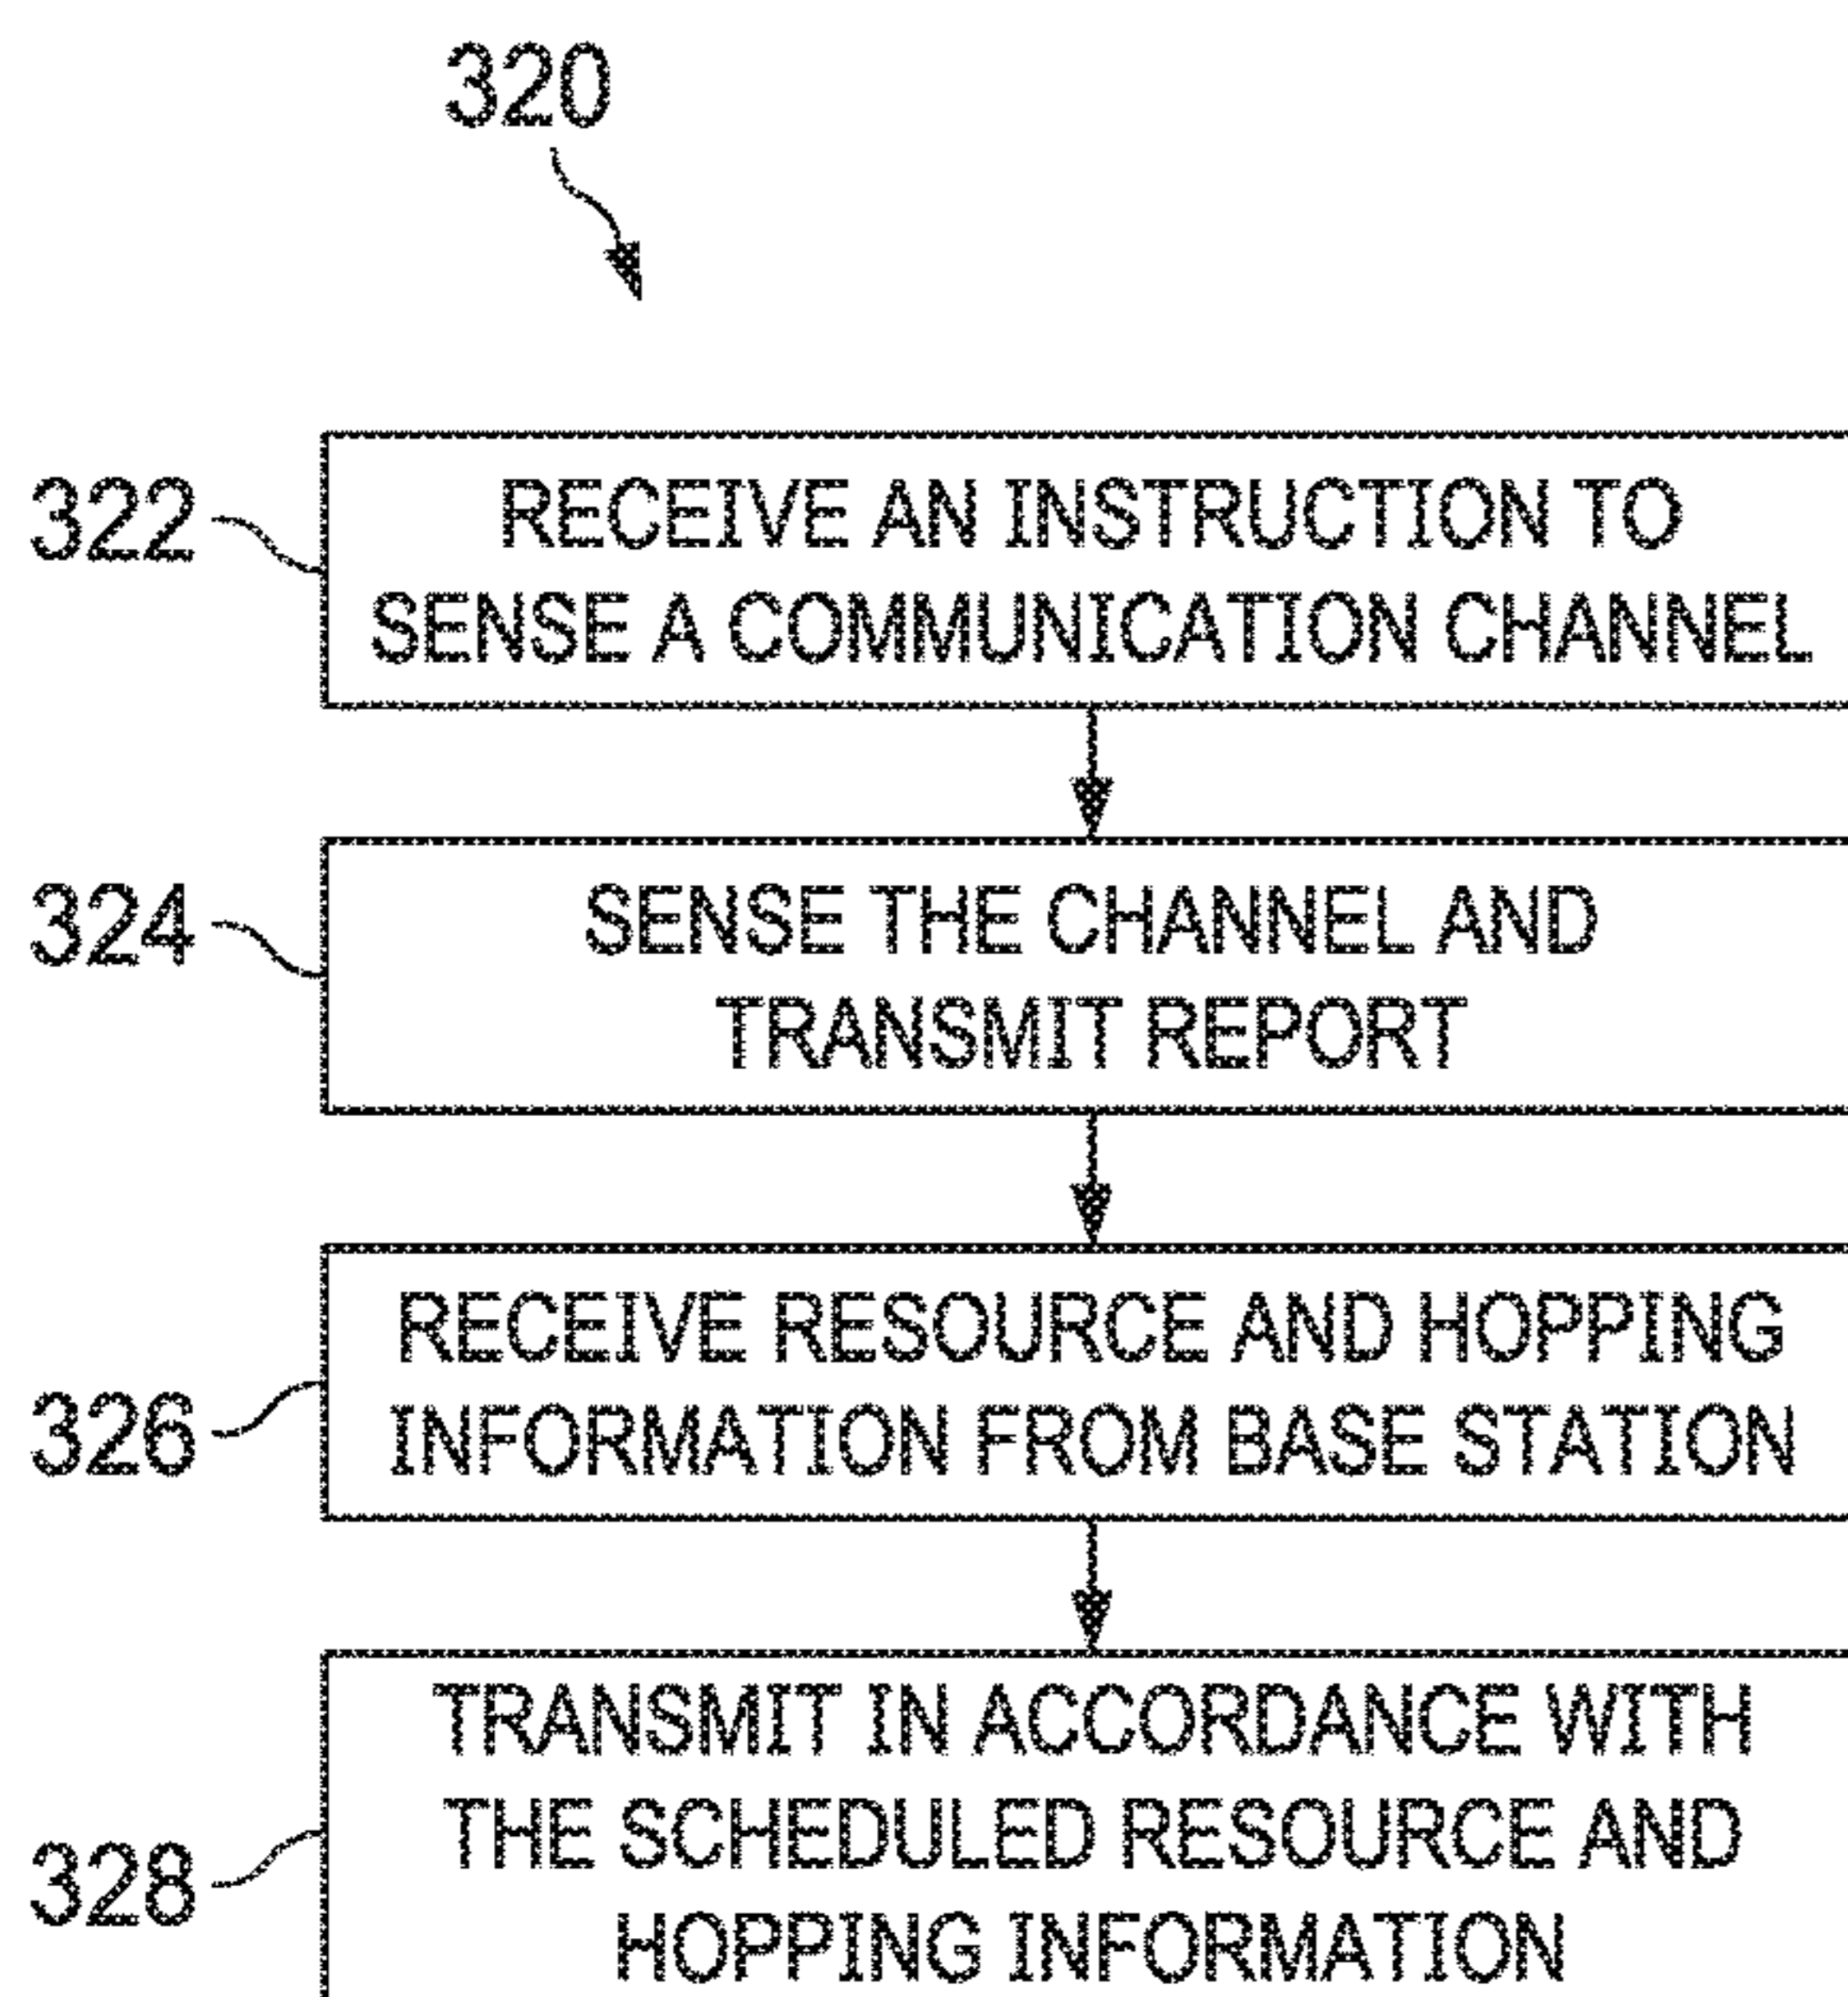 320
322
RECEIVE AN INSTRUCTION TO
SENSE A COMMUNICATION CHANNEL
324
SENSE THE CHANNEL AND
TRANSMIT REPORT
326
RECEIVE RESOURCE AND HOPPING
INFORMATION FROM BASE STATION
328
TRANSMIT IN ACCORDANCE WITH
THE SCHEDULED RESOURCE AND
HOPPING INFORMATION